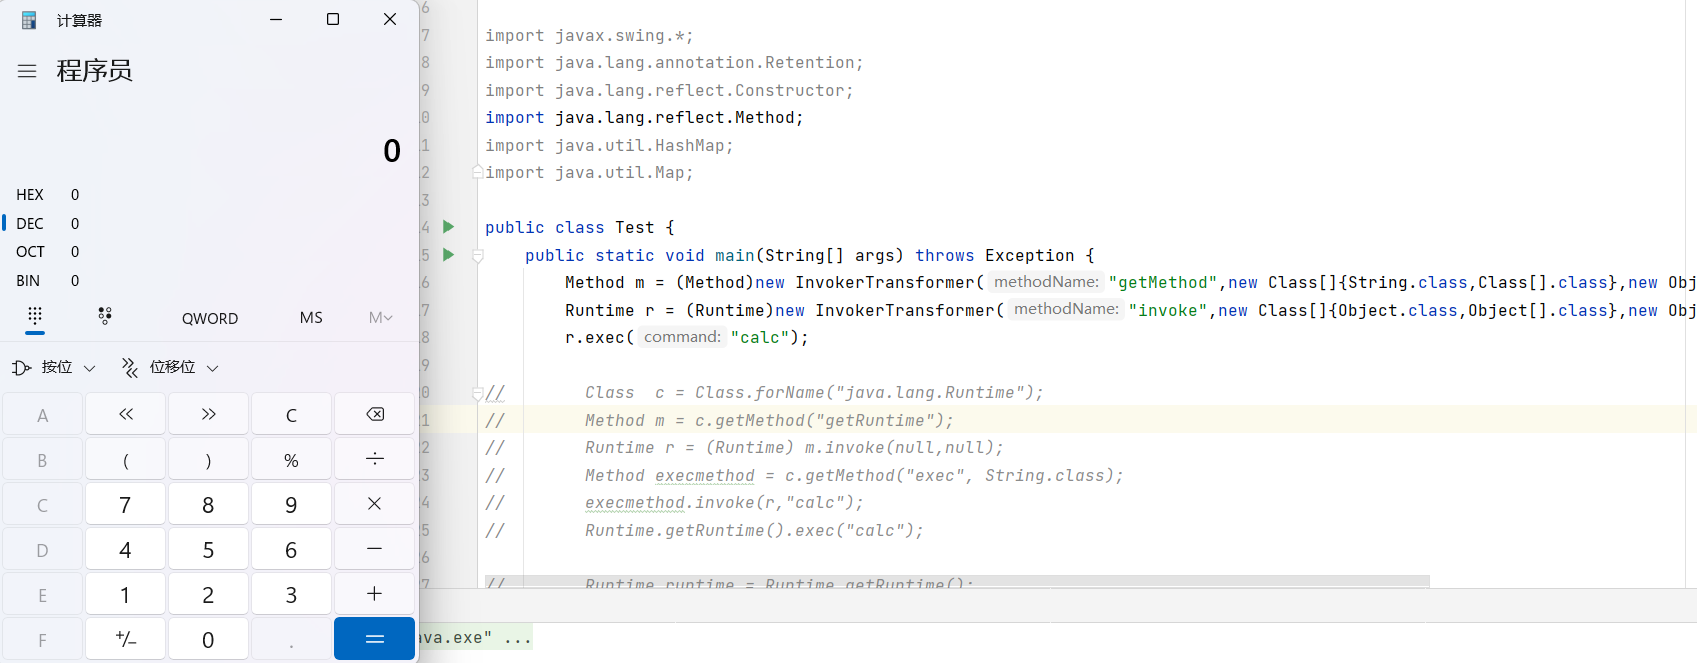 计算器
程序员
0
HEX 0
DEC 0
OCT 0
BIN 0
QWORD MS M
按位 位移位
A << >> C
B ( ) % ÷
C 7 8 9 ×
D 4 5 6 −
E 1 2 3 +
F +/− 0 . =
6
7 import javax.swing.*;
8 import java.lang.annotation.Retention;
9 import java.lang.reflect.Constructor;
0 import java.lang.reflect.Method;
1 import java.util.HashMap;
2 import java.util.Map;
3
4 public class Test {
5 public static void main(String[] args) throws Exception {
6 Method m = (Method)new InvokerTransformer( methodName: "getMethod",new Class[]{String.class,Class[].class},new Obj
7 Runtime r = (Runtime)new InvokerTransformer( methodName: "invoke",new Class[]{Object.class,Object[].class},new Obj
8 r.exec( command: "calc");
9
0 // Class c = Class.forName("java.lang.Runtime");
1 // Method m = c.getMethod("getRuntime");
2 // Runtime r = (Runtime) m.invoke(null,null);
3 // Method execmethod = c.getMethod("exec", String.class);
4 // execmethod.invoke(r,"calc");
5 // Runtime.getRuntime().exec("calc");
6
7 // Runtime runtime = Runtime.getRuntime();
ava.exe" ...